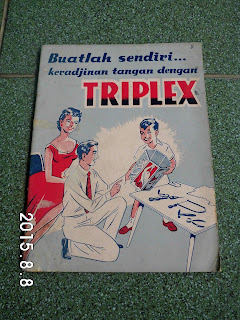 Buatlah sendiri...
keradjinan tangan dengan
TRIPLEX
2015.8.8